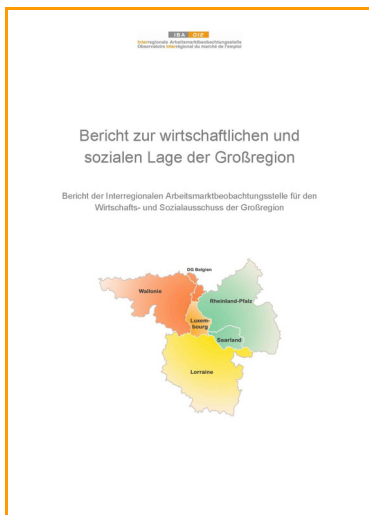 IBA OIE
Interregionale Arbeitsmarktbeobachtungsstelle
Observatoire interrégional du marché de l'emploi
Bericht zur wirtschaftlichen und
sozialen Lage der Großregion
Bericht der Interregionalen Arbeitsmarktbeobachtungsstelle für den
Wirtschafts- und Sozialausschuss der Großregion
DG Belgien
Wallonie
Rheinland-Pfalz
Luxem-
bourg
Saarland
Lorraine